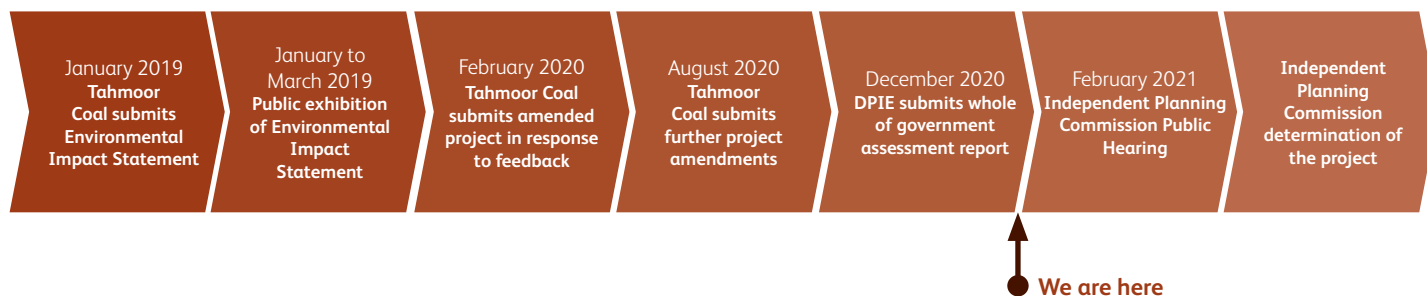 January 2019
Tahmoor
Coal submits
Environmental
Impact Statement
January to
March 2019
Public exhibition
of Environmental
Impact
Statement
February 2020
Tahmoor Coal
submits amended
project in response
to feedback
August 2020
Tahmoor
Coal submits
further project
amendments
December 2020
DPIE submits whole
of government
assessment report
February 2021
Independent Planning
Commission Public
Hearing
Independent
Planning
Commission
determination of
the project
We are here